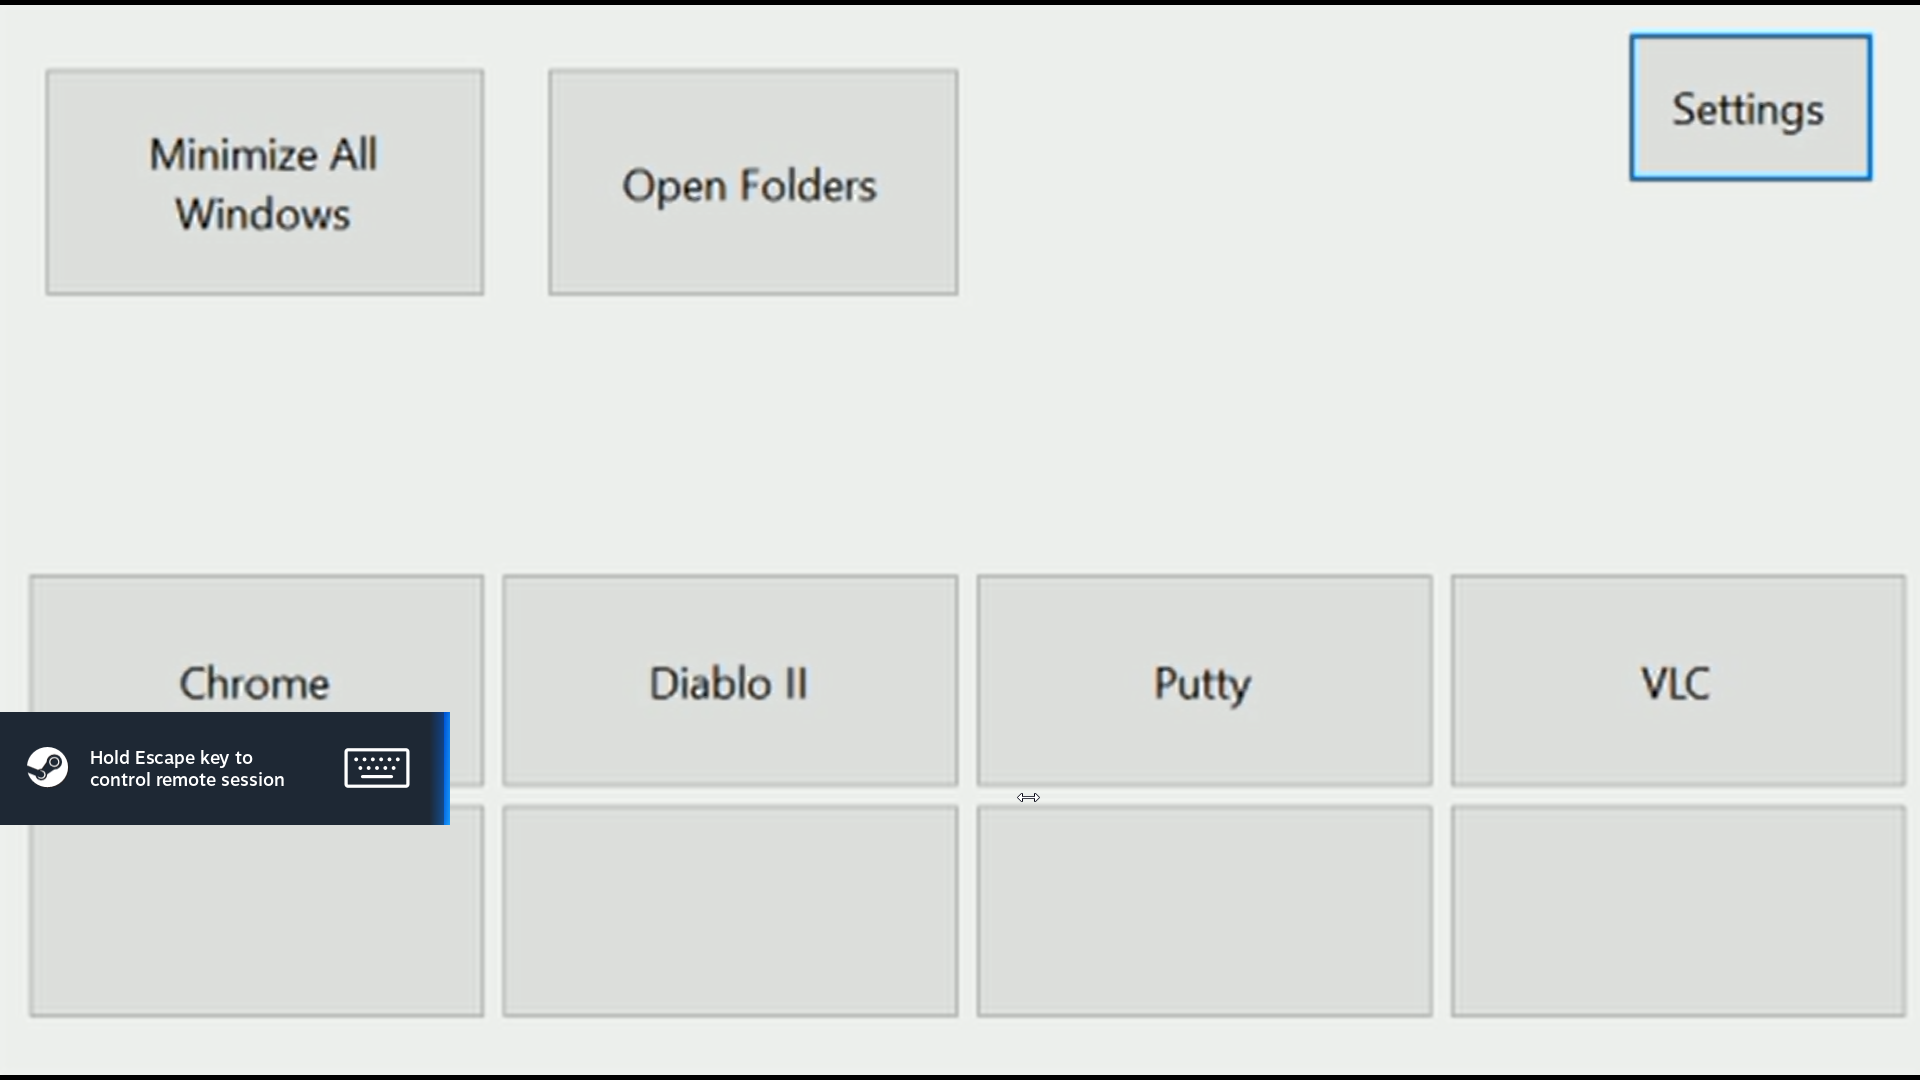 Settings
Minimize All
Windows
Open Folders
Chrome
Diablo II
Putty
VLC
Hold Escape key to
control remote session